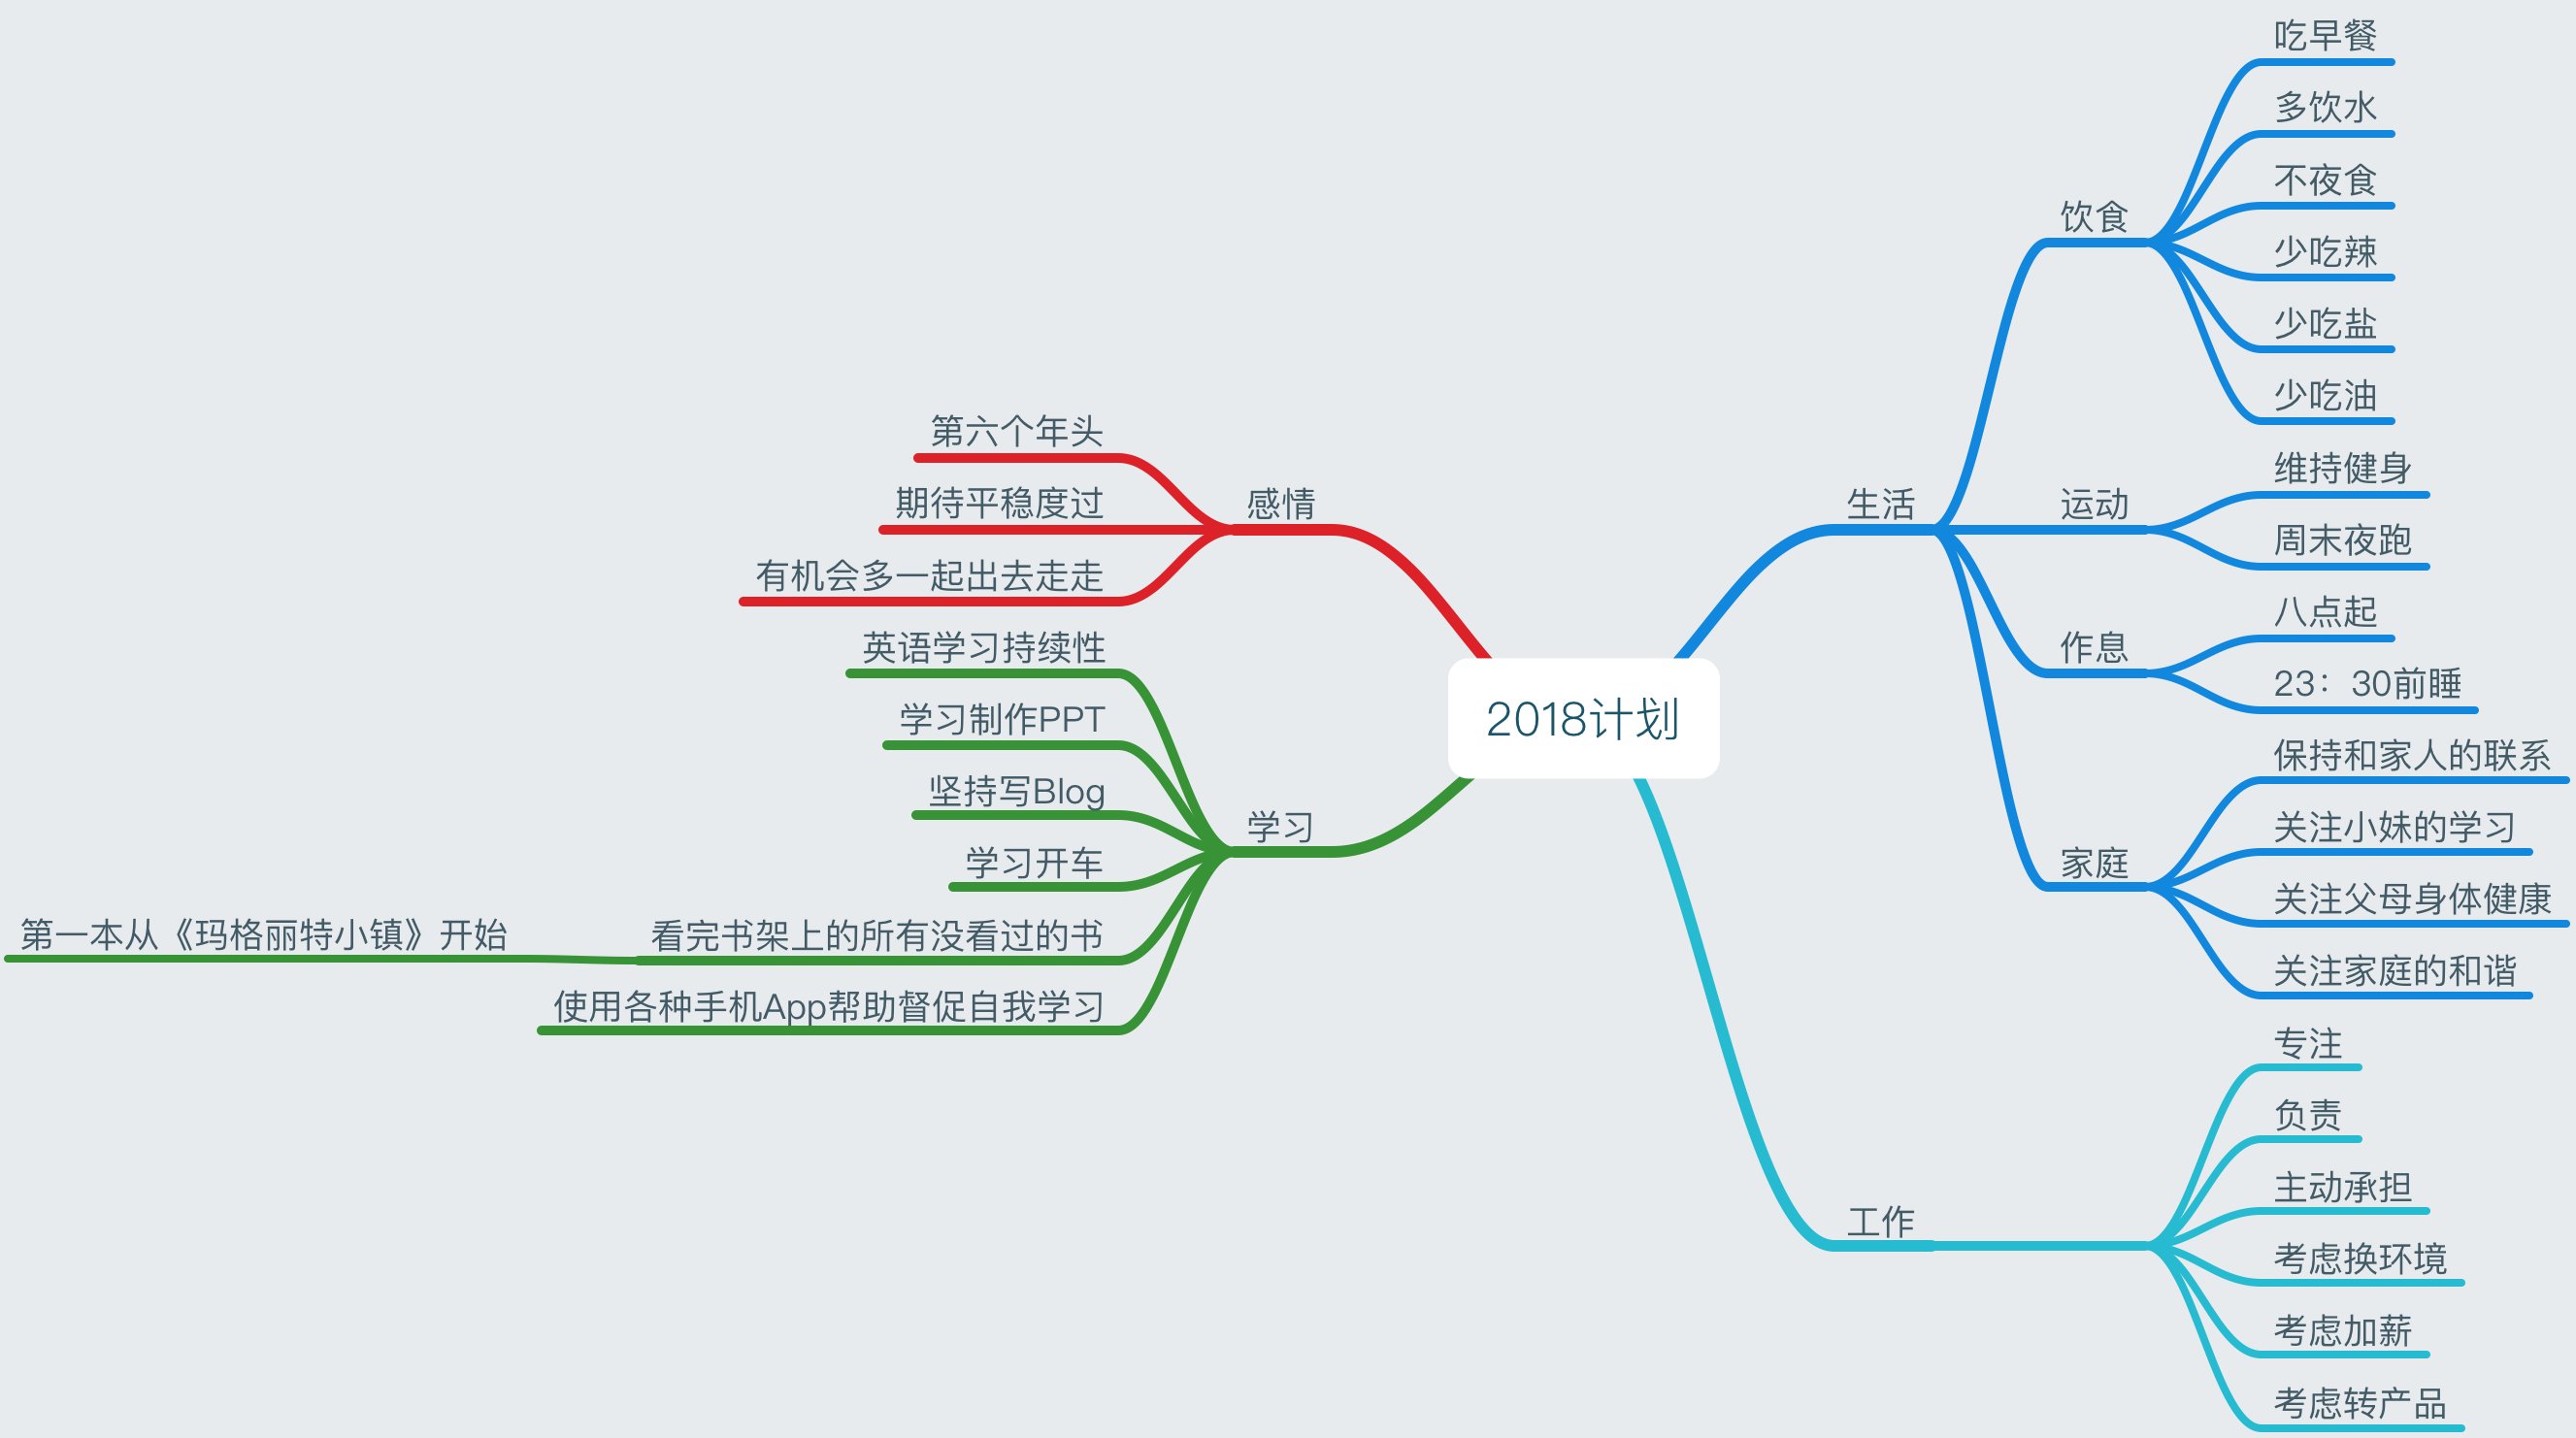 2018计划
生活
饮食
吃早餐
多饮水
不夜食
少吃辣
少吃盐
少吃油
运动
维持健身
周末夜跑
作息
八点起
23：30前睡
家庭
保持和家人的联系
关注小妹的学习
关注父母身体健康
关注家庭的和谐
工作
专注
负责
主动承担
考虑换环境
考虑加薪
考虑转产品
感情
第六个年头
期待平稳度过
有机会多一起出去走走
学习
英语学习持续性
学习制作PPT
坚持写Blog
学习开车
看完书架上的所有没看过的书
第一本从《玛格丽特小镇》开始
使用各种手机App帮助督促自我学习